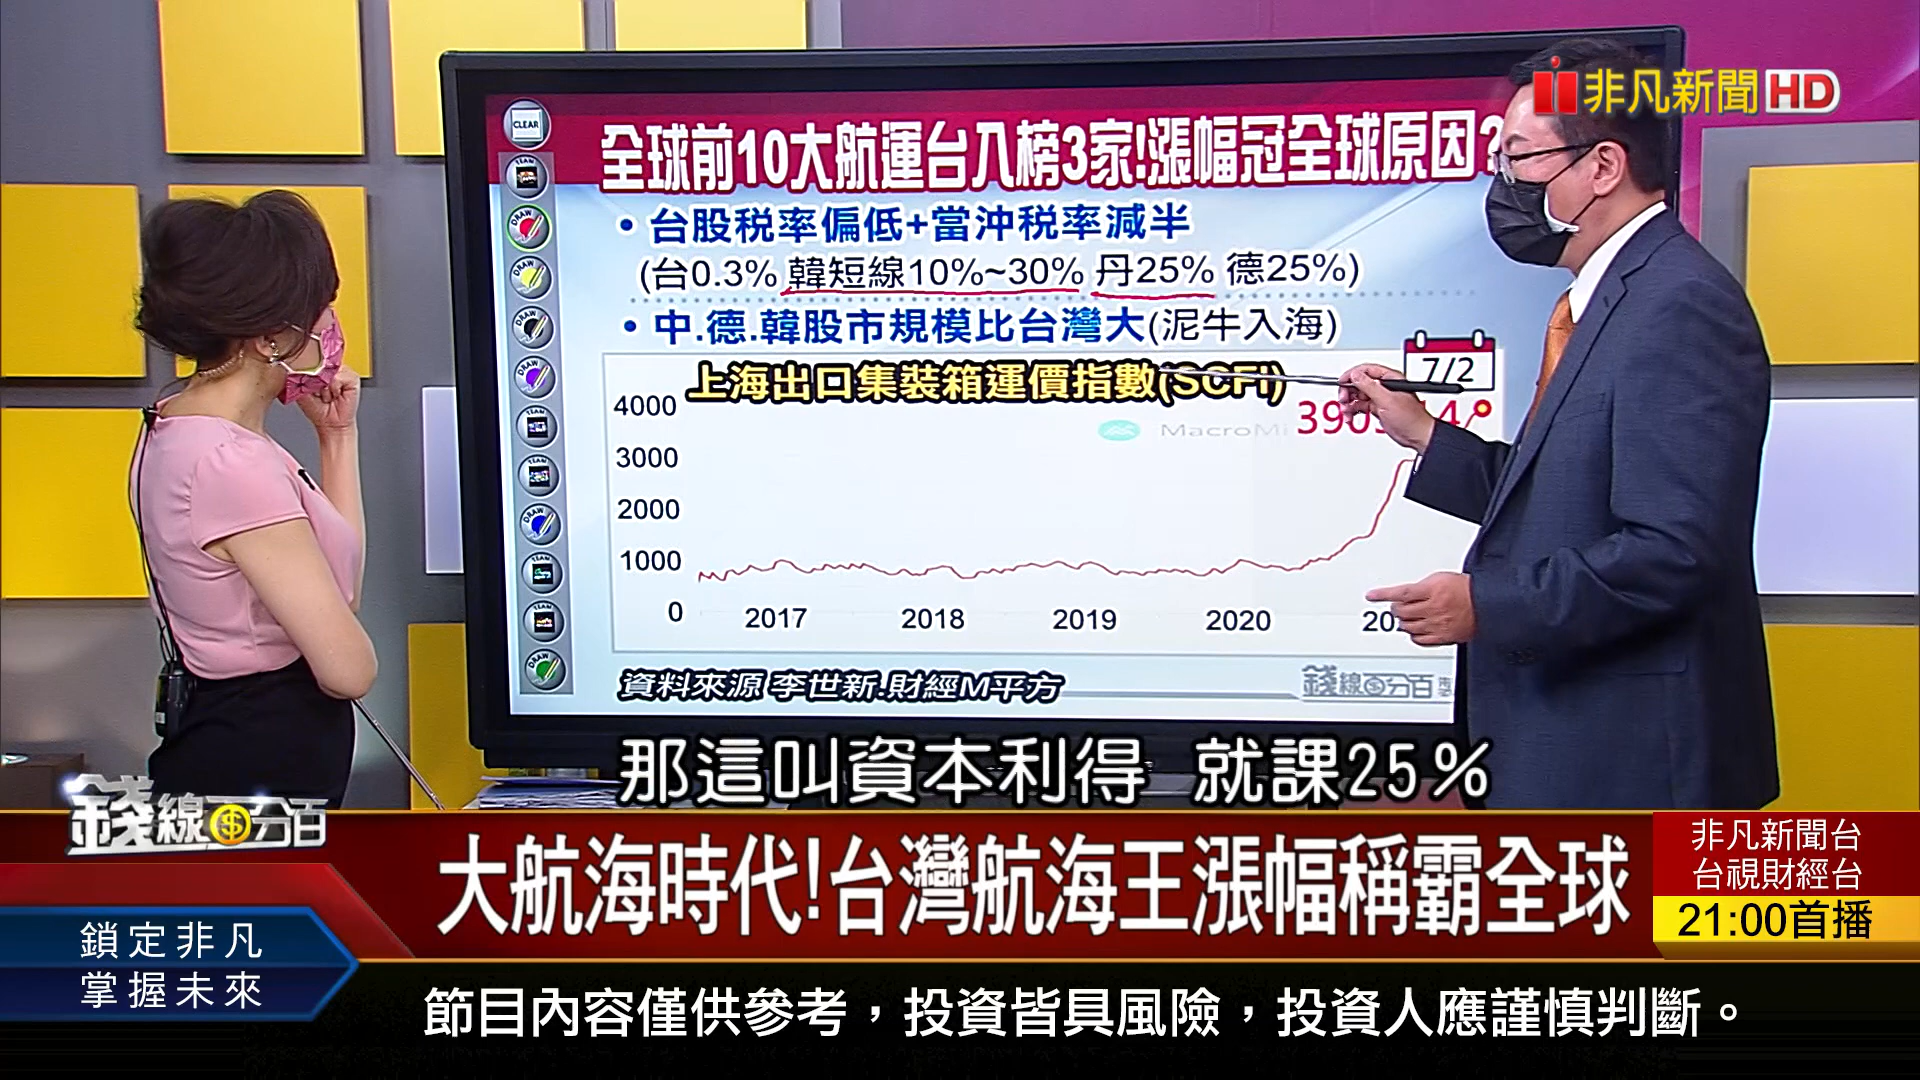 非凡新聞HD
CLEAR
全球前10大航運台入榜3家!漲幅冠全球原因?
•台股税率偏低+當沖税率減半
(台0.3% 韓短線10%~30% 丹25% 德25%)
•中.德.韓股市規模比台灣大(泥牛入海)
上海出口集裝箱運價指數(SCFI)
7/2
MacroMi
4000
3000
2000
1000
0
2017
2018
2019
2020
資料來源 李世新.財經M平方
錢線百分百
那這叫資本利得 就課25%
錢線百分百
大航海時代!台灣航海王漲幅稱霸全球
非凡新聞台
台視財經台
21:00首播
鎖定非凡
掌握未來
節目內容僅供參考，投資皆具風險，投資人應謹慎判斷。